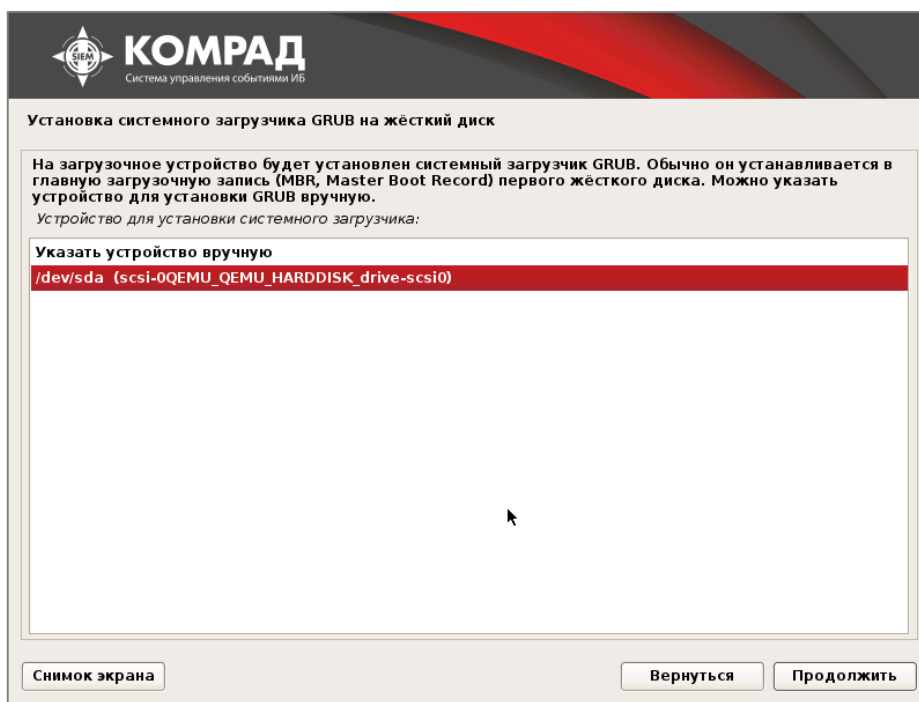 SIEM
КОМРАД
Система управления событиями ИБ
Установка системного загрузчика GRUB на жёсткий диск
На загрузочное устройство будет установлен системный загрузчик GRUB. Обычно он устанавливается в
главную загрузочную запись (MBR, Master Boot Record) первого жёсткого диска. Можно указать
устройство для установки GRUB вручную.
Устройство для установки системного загрузчика:
Указать устройство вручную
/dev/sda (scsi-0QEMU_QEMU_HARDDISK_drive-scsi0)
Снимок экрана
Вернуться
Продолжить